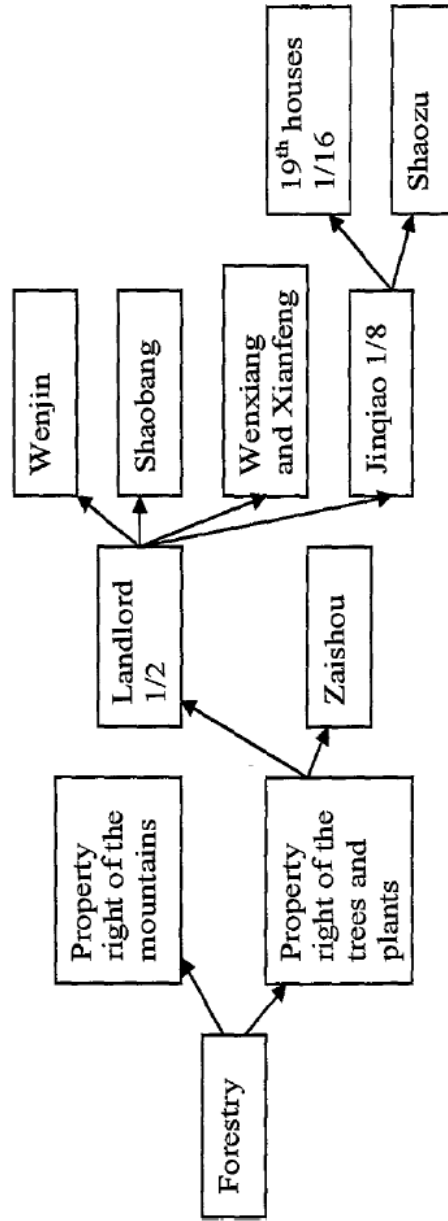 Forestry
Property
right of the
mountains
Property
right of the
trees and
plants
Landlord
1/2
Zaishou
Wenjin
Shaobang
Wenxiang
and Xianfeng
Jinqiao 1/8
19th houses
1/16
Shaozu